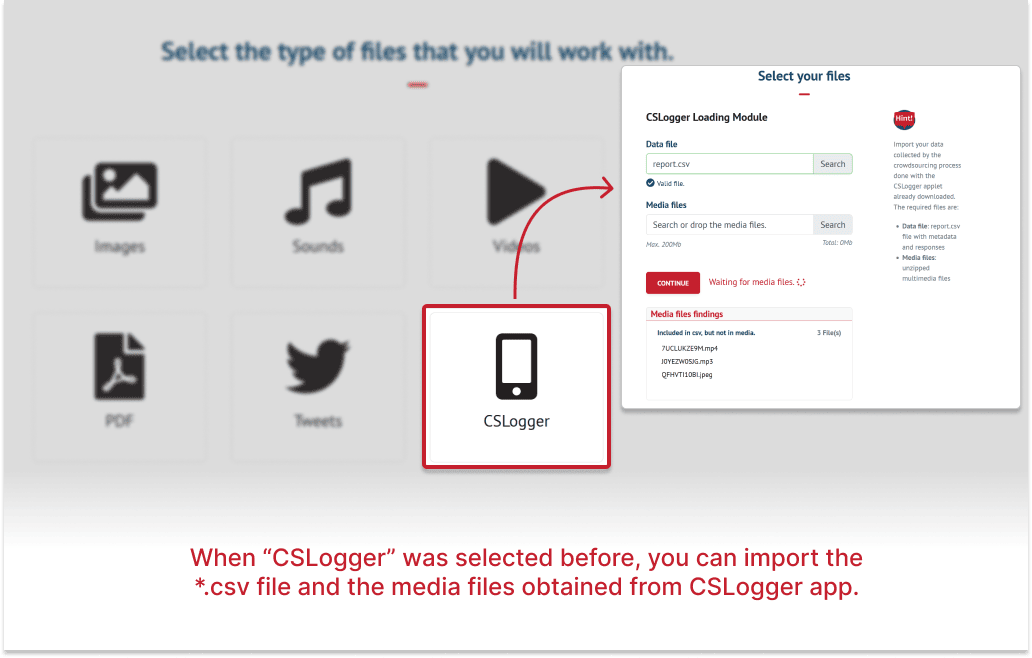 Select the type of files that you will work with.
Images
Sounds
Videos
PDF
Tweets
CSLogger
Select your files
CSLogger Loading Module
Data file
report.csv
Search
Valid file.
Media files
Search or drop the media files.
Search
Max. 200Mb
Total: 0Mb
CONTINUE
Waiting for media files.
Media files findings
Included in csv, but not in media.
3 File(s)
7UCLUKZE9M.mp4
J0YEZW0SJG.mp3
QFHVTI10BI.jpeg
Hint!
Import your data
collected by the
crowdsourcing process
done with the
CSLogger applet
already downloaded.
The required files are:
• Data file: report.csv
file with metadata
and responses
• Media files:
unzipped
multimedia files
When “CSLogger” was selected before, you can import the
*.csv file and the media files obtained from CSLogger app.